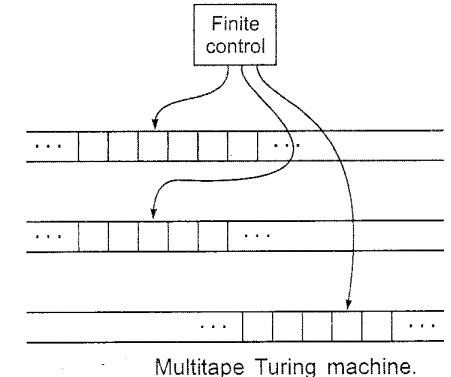 Finite
control
... ...
... ...
... ...
Multitape Turing machine.